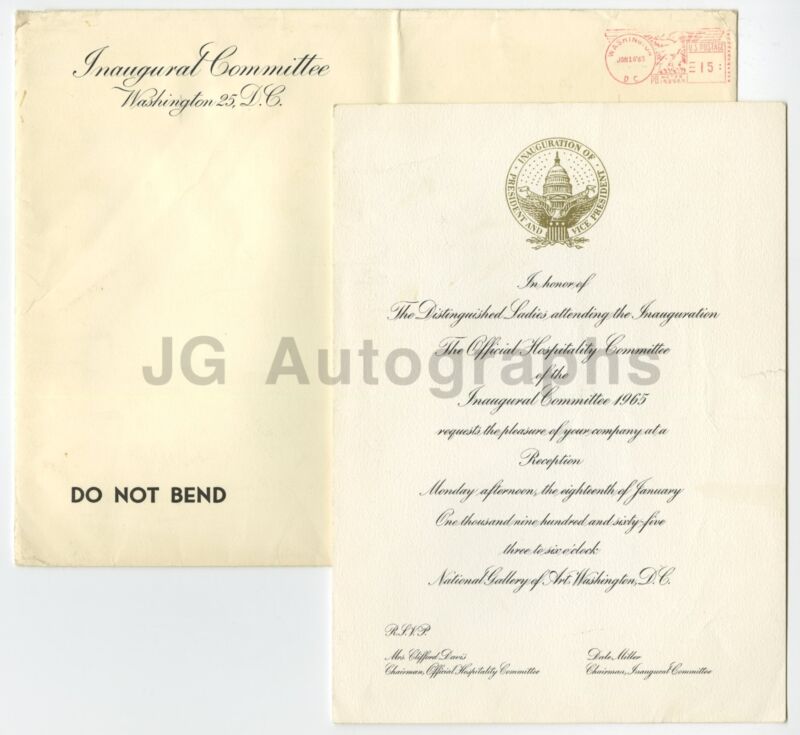 Inaugural Committee
Washington 25, D.C.
WASHINGTON
D.C.
U.S. POSTAGE
15
DO NOT BEND
INAUGURATION OF
PRESIDENT AND VICE PRESIDENT
In honor of
The Distinguished Ladies attending the Inauguration
The Official Hospitality Committee
of the
Inaugural Committee 1965
requests the pleasure of your company at a
Reception
Monday afternoon, the eighteenth of January
One thousand nine hundred and sixty-five
three to six o'clock
National Gallery of Art, Washington, D.C.
R.S.V.P.
Mrs. Clifford Davis
Chairman, Official Hospitality Committee
Dale Miller
Chairman, Inaugural Committee
JG Autographs